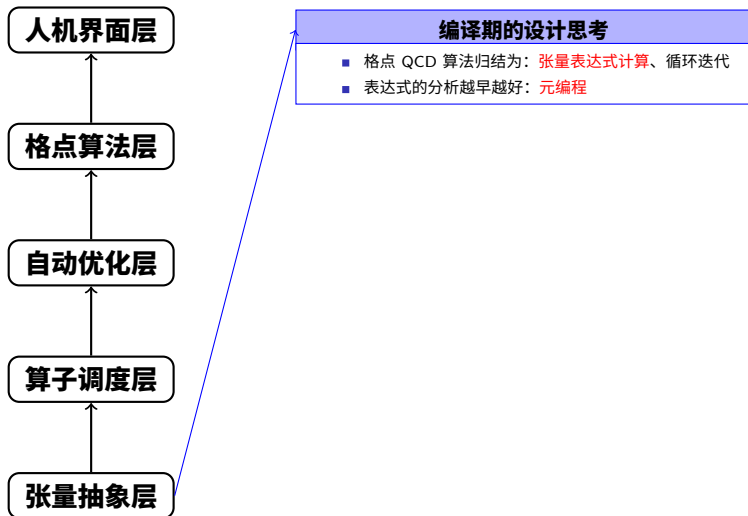 人机界面层
格点算法层
自动优化层
算子调度层
张量抽象层
编译期的设计思考
格点 QCD 算法归结为：张量表达式计算、循环迭代
表达式的分析越早越好：元编程